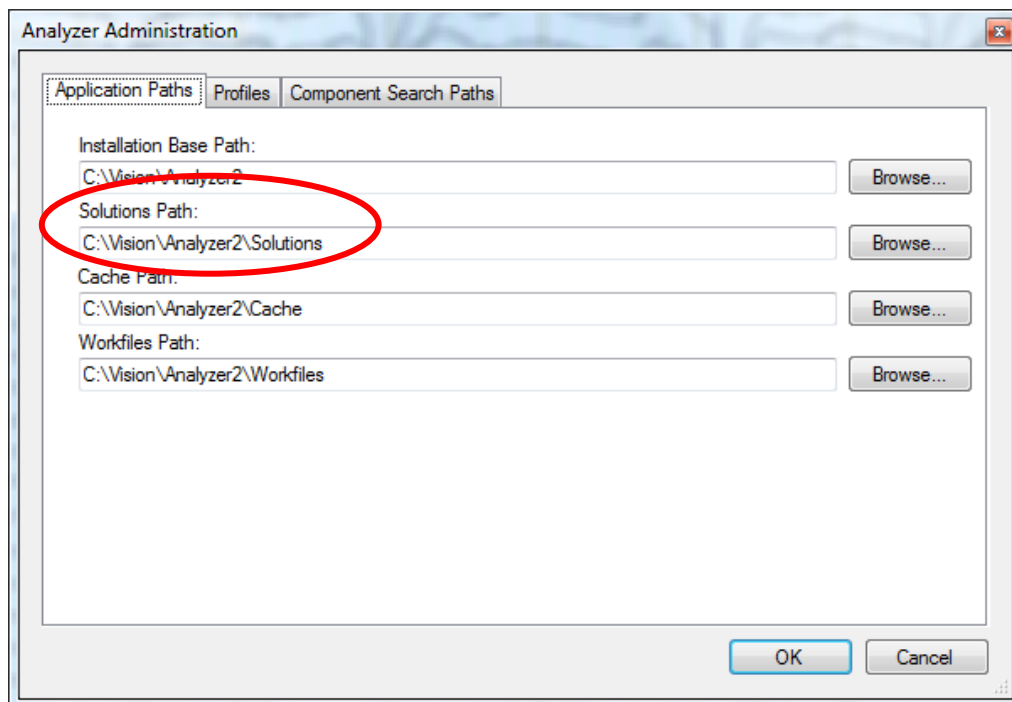 Analyzer Administration
Application Paths Profiles Component Search Paths
Installation Base Path:
C:\Vision\Analyzer2 Browse...
Solutions Path:
C:\Vision\Analyzer2\Solutions Browse...
Cache Path:
C:\Vision\Analyzer2\Cache Browse...
Workfiles Path:
C:\Vision\Analyzer2\Workfiles Browse...
OK Cancel